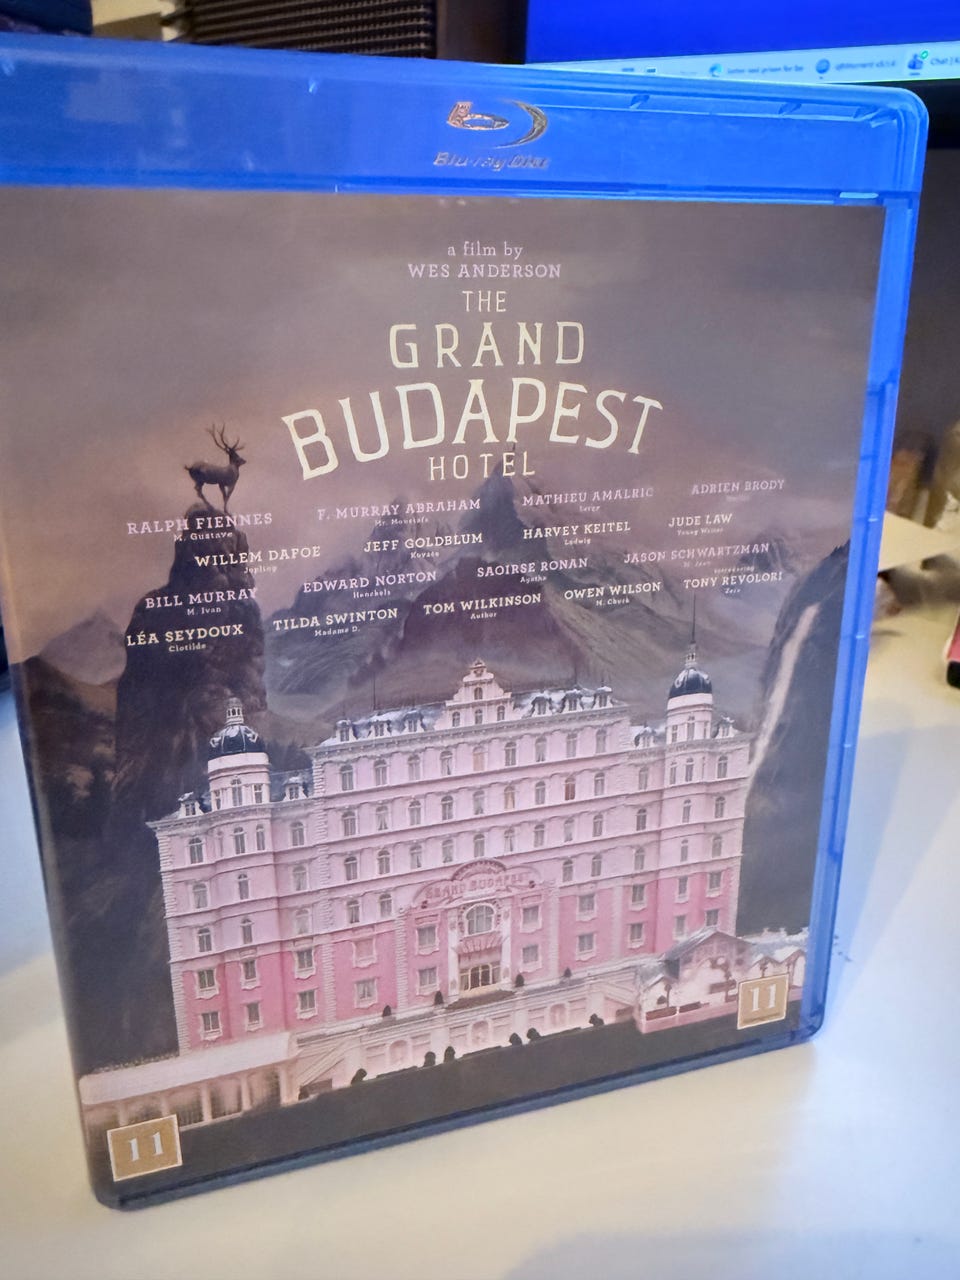 Blu-ray Disc
a film by
WES ANDERSON
THE
GRAND
BUDAPEST
HOTEL
RALPH FIENNES
M. Gustave
F. MURRAY ABRAHAM
Mr. Moustafa
MATHIEU AMALRIC
Serge
ADRIEN BRODY
WILLEM DAFOE
Jopling
JEFF GOLDBLUM
Kovacs
HARVEY KEITEL
Ludwig
JUDE LAW
Young Writer
BILL MURRAY
M. Ivan
EDWARD NORTON
Henckels
SAOIRSE RONAN
Agatha
JASON SCHWARTZMAN
M. Jean
LÉA SEYDOUX
Clotilde
TILDA SWINTON
Madame D.
TOM WILKINSON
Author
OWEN WILSON
M. Chuck
introducing
TONY REVOLORI
Zero
GRAND BUDAPEST
11
11